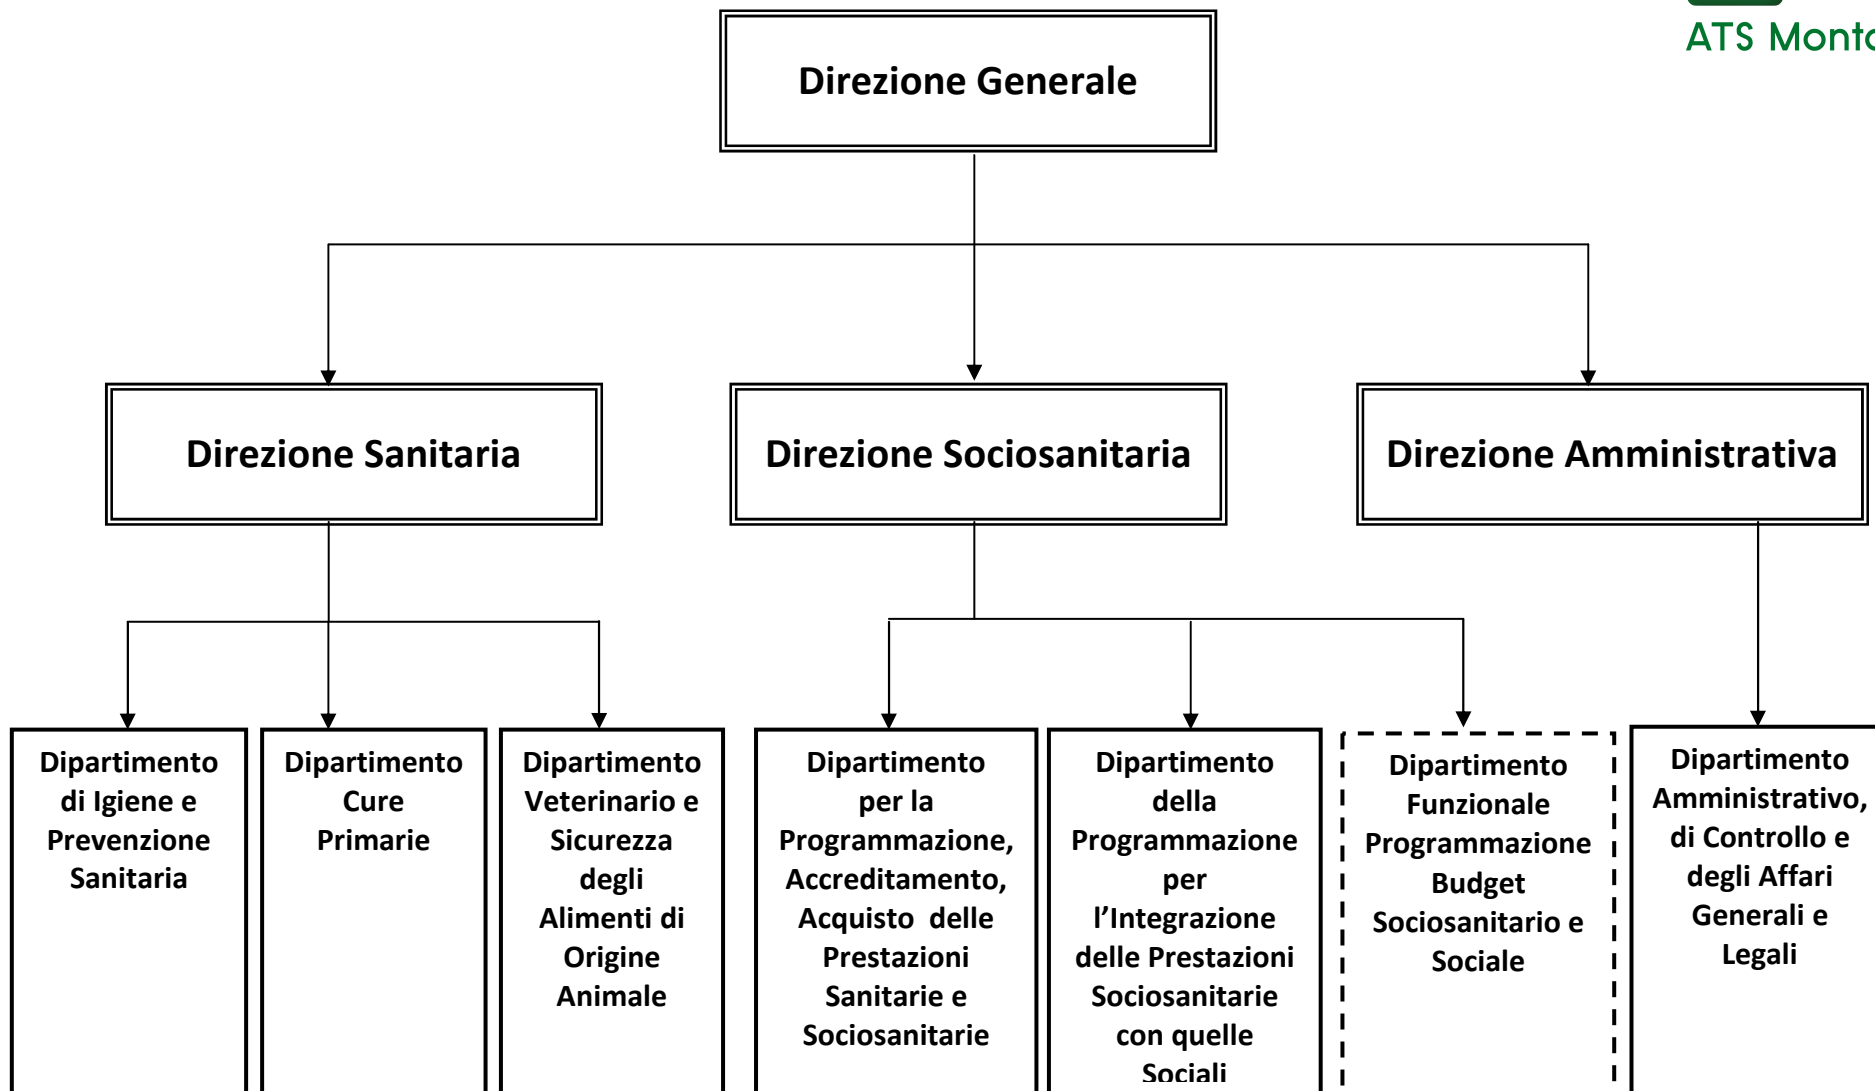 ATS
Direzione Generale
Direzione Sanitaria
Direzione Sociosanitaria
Direzione Amministrativa
Dipartimento
di Igiene e
Prevenzione
Sanitaria
Dipartimento
Cure
Primarie
Dipartimento
Veterinario e
Sicurezza
degli
Alimenti di
Origine
Animale
Dipartimento
per la
Programmazione,
Accreditamento,
Acquisto delle
Prestazioni
Sanitarie e
Sociosanitarie
Dipartimento
della
Programmazione
per
l’Integrazione
delle Prestazioni
Sociosanitarie
con quelle
Sociali
Dipartimento
Funzionale
Programmazione
Budget
Sociosanitario e
Sociale
Dipartimento
Amministrativo,
di Controllo e
degli Affari
Generali e
Legali